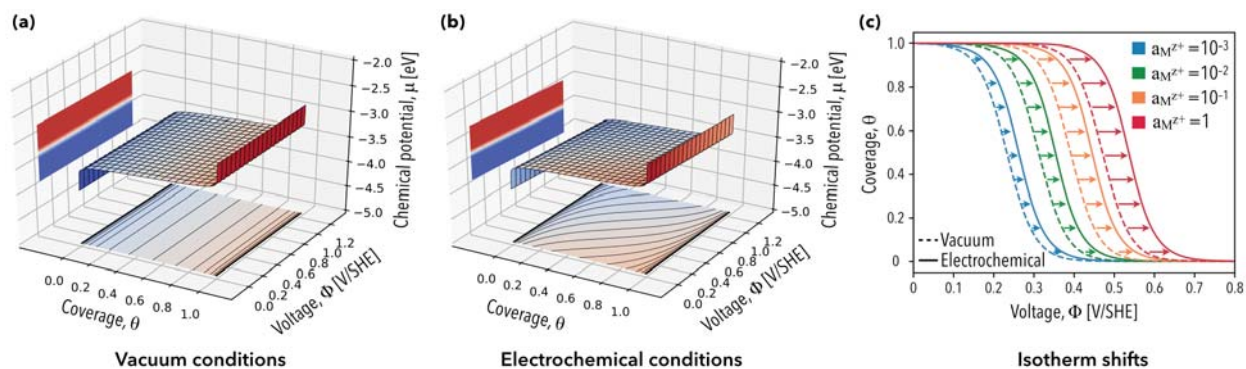 (a)
−2.0
−2.5
−3.0
−3.5
−4.0
−4.5
−5.0
Chemical potential, μ [eV]
0.0
0.2
0.4
0.6
0.8
1.0
Coverage, θ
0.0
0.2
0.4
0.6
0.8
1.0
1.2
Voltage, Φ [V/SHE]
Vacuum conditions
(b)
−2.0
−2.5
−3.0
−3.5
−4.0
−4.5
−5.0
Chemical potential, μ [eV]
0.0
0.2
0.4
0.6
0.8
1.0
Coverage, θ
0.0
0.2
0.4
0.6
0.8
1.0
1.2
Voltage, Φ [V/SHE]
Electrochemical conditions
(c)
1.0
0.8
0.6
0.4
0.2
0
Coverage, θ
a_M^z+ = 10^-3
a_M^z+ = 10^-2
a_M^z+ = 10^-1
a_M^z+ = 1
Vacuum
Electrochemical
0 0.1 0.2 0.3 0.4 0.5 0.6 0.7 0.8
Voltage, Φ [V/SHE]
Isotherm shifts